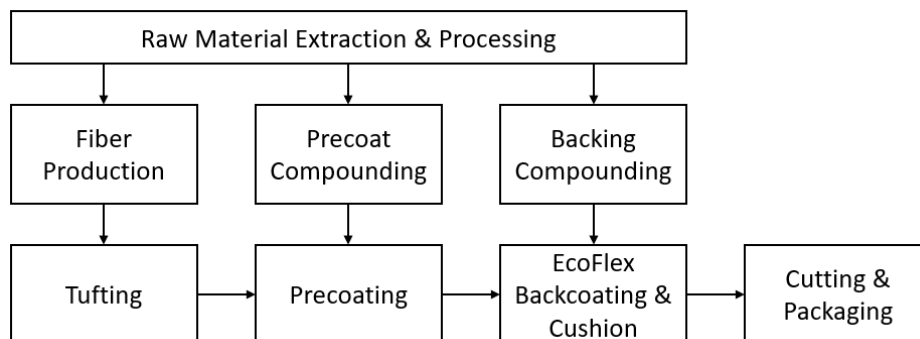 Raw Material Extraction & Processing
Fiber
Production
Precoat
Compounding
Backing
Compounding
Tufting
Precoating
EcoFlex
Backcoating &
Cushion
Cutting &
Packaging